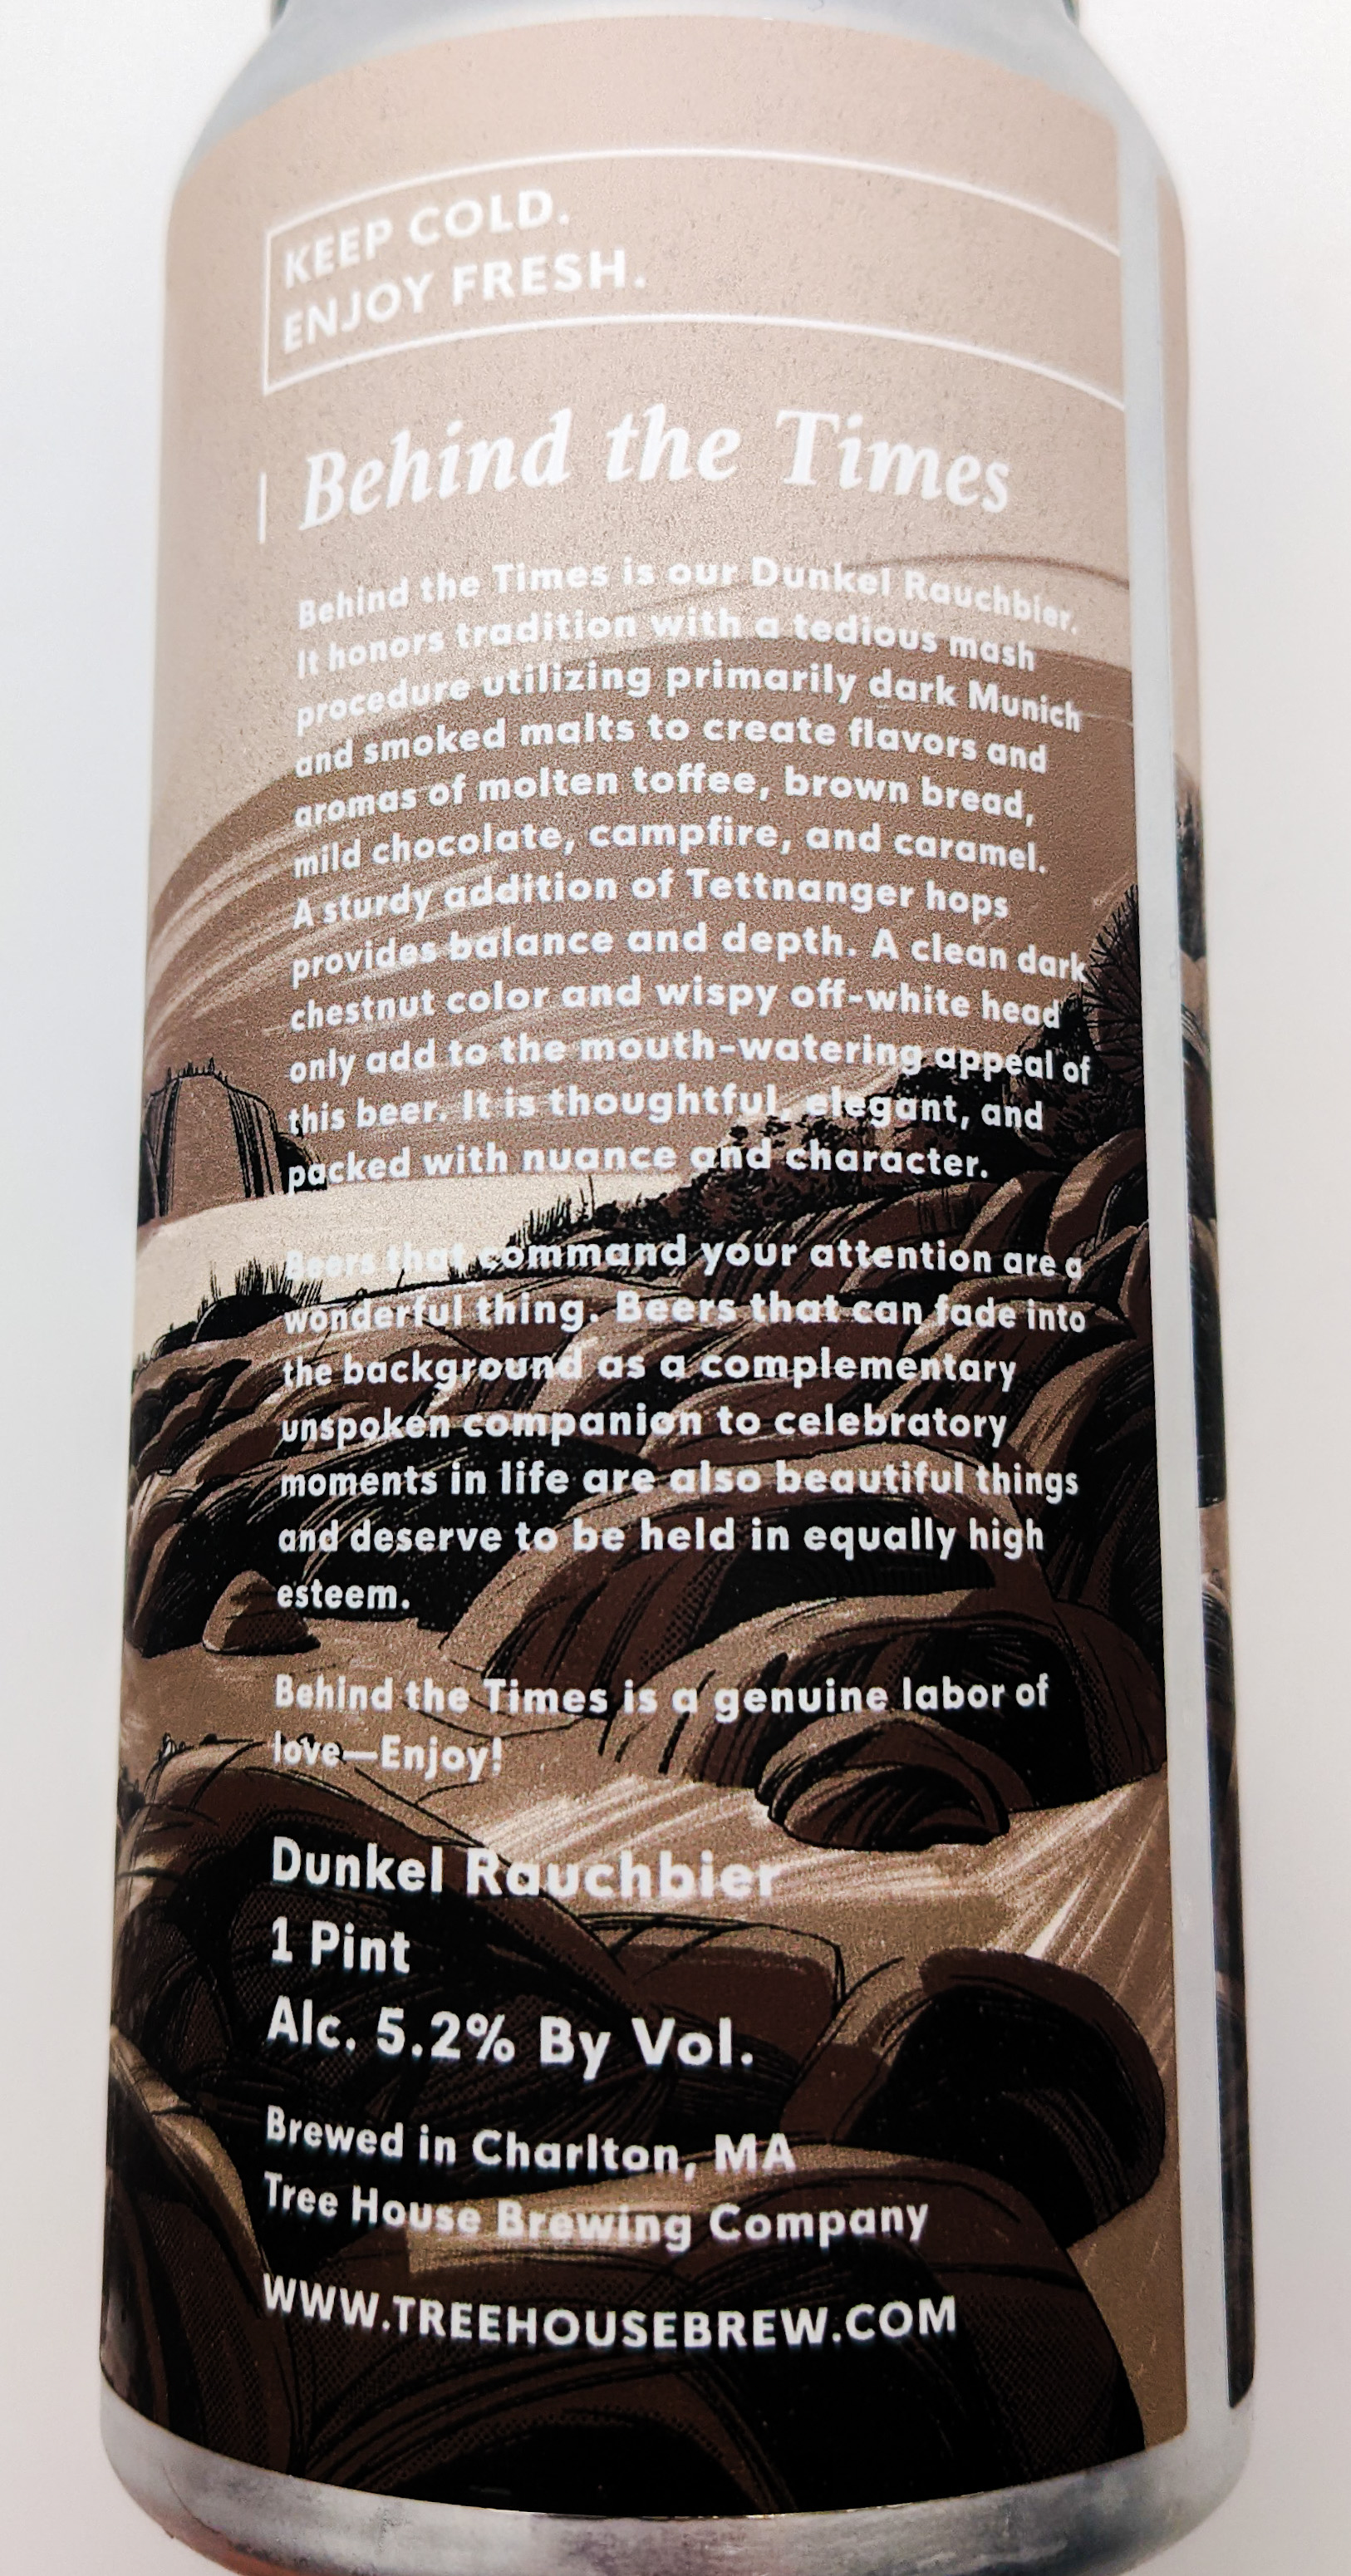 KEEP COLD.
ENJOY FRESH.
Behind the Times
Behind the Times is our Dunkel Rauchbier.
It honors tradition with a tedious mash
procedure utilizing primarily dark Munich
and smoked malts to create flavors and
aromas of molten toffee, brown bread,
mild chocolate, campfire, and caramel.
A sturdy addition of Tettnanger hops
provides balance and depth. A clean dark
chestnut color and wispy off-white head
only add to the mouth-watering appeal of
this beer. It is thoughtful, elegant, and
packed with nuance and character.
Beers that command your attention are a
wonderful thing. Beers that can fade into
the background as a complementary
unspoken companion to celebratory
moments in life are also beautiful things
and deserve to be held in equally high
esteem.
Behind the Times is a genuine labor of
love—Enjoy!
Dunkel Rauchbier
1 Pint
Alc. 5.2% By Vol.
Brewed in Charlton, MA
Tree House Brewing Company
WWW.TREEHOUSEBREW.COM